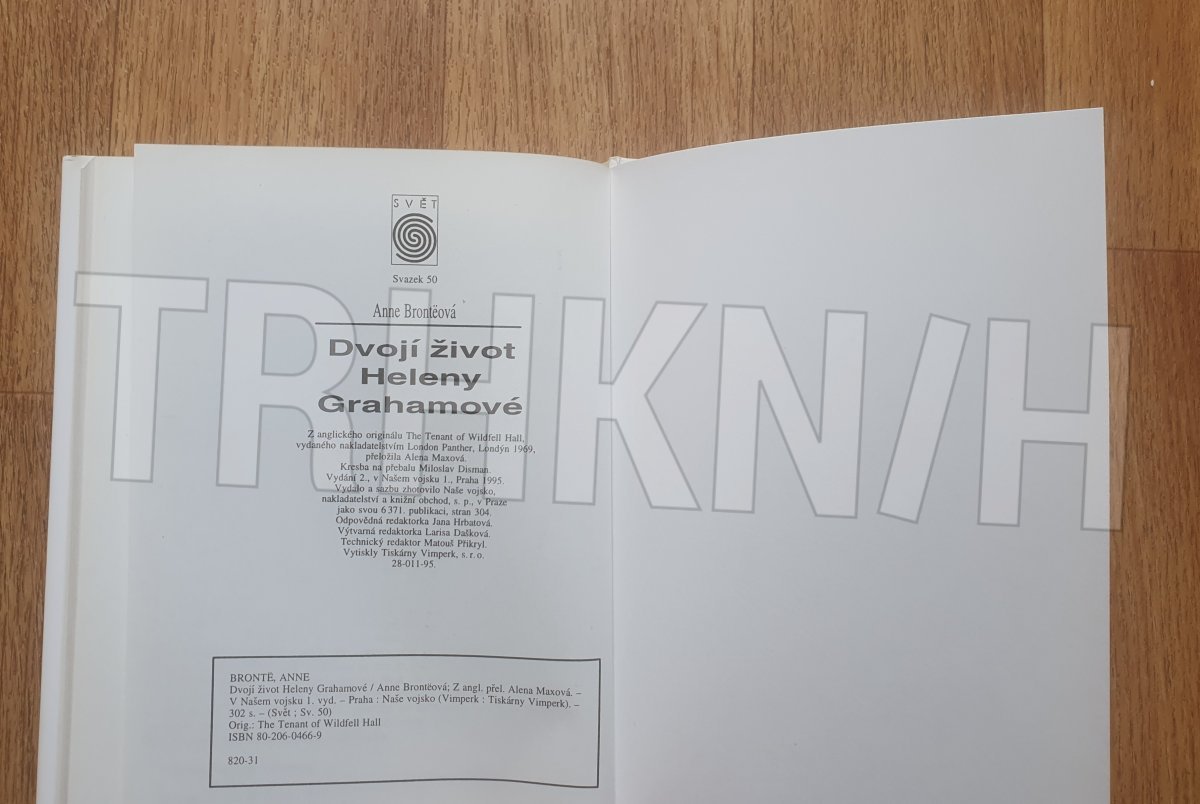 SVĚT
Svazek 50
Anne Brontëová
Dvojí život
Heleny
Grahamové
Z anglického originálu The Tenant of Wildfell Hall,
vydaného nakladatelstvím London Panther, Londýn 1969,
přeložila Alena Maxová.
Kresba na přebalu Miloslav Disman.
Vydání 2., v Našem vojsku 1., Praha 1995.
Vydalo a sazbu zhotovilo Naše vojsko,
nakladatelství a knižní obchod, s. p., v Praze
jako svou 6371. publikaci, stran 304.
Odpovědná redaktorka Jana Hrbatová.
Výtvarná redaktorka Larisa Dašková.
Technický redaktor Matouš Přikryl.
Vytiskly Tiskárny Vimperk, s. r. o.
28-011-95.
TRHKN/H
BRONTË, ANNE
Dvojí život Heleny Grahamové / Anne Brontëová; Z angl. přel. Alena Maxová. –
V Našem vojsku 1. vyd. – Praha : Naše vojsko (Vimperk : Tiskárny Vimperk). –
302 s. – (Svět ; Sv. 50)
Orig.: The Tenant of Wildfell Hall
ISBN 80-206-0466-9
820-31